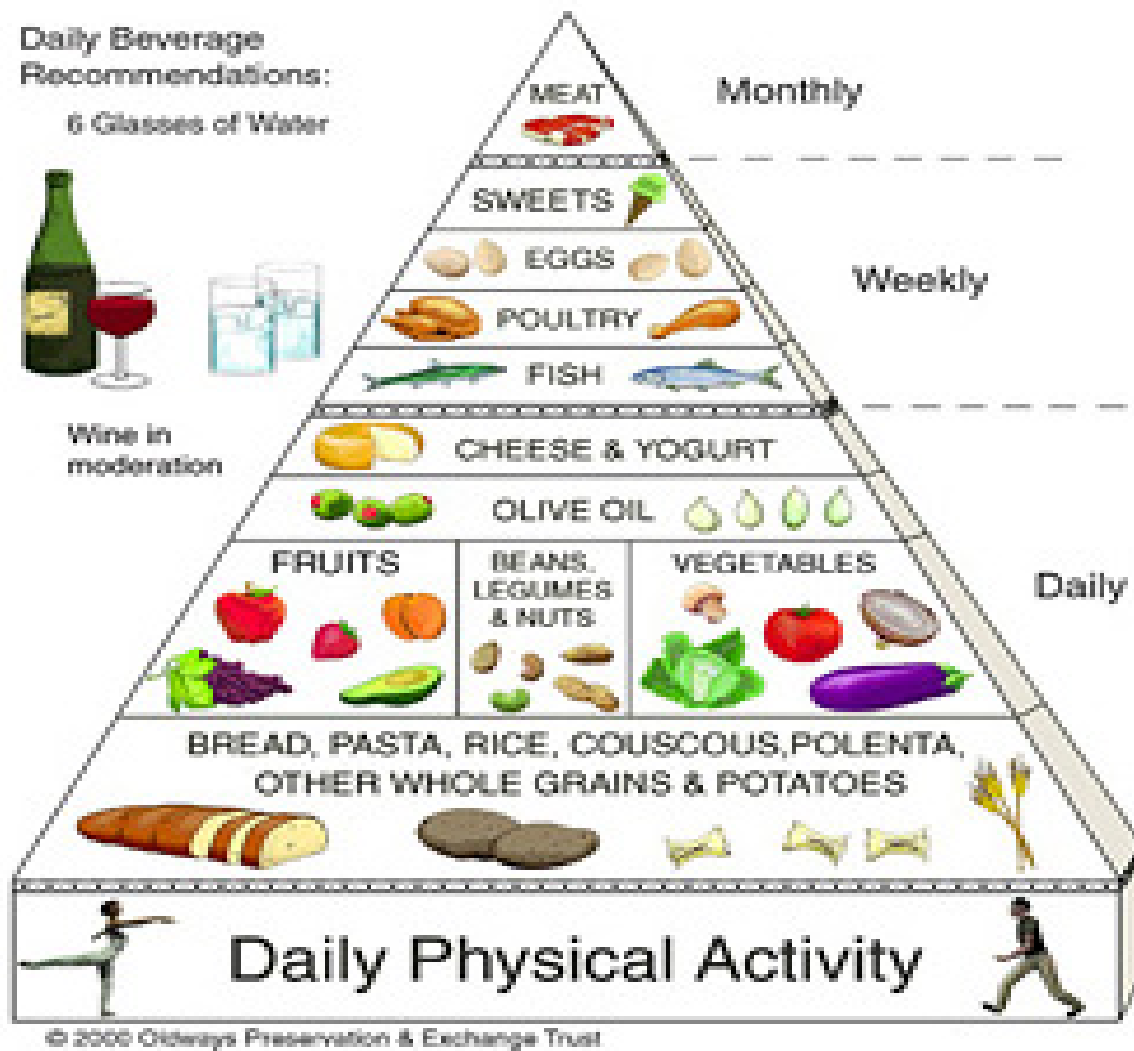 Daily Beverage
Recommendations:
6 Glasses of Water
Wine in
moderation
MEAT
Monthly
SWEETS
EGGS
Weekly
POULTRY
FISH
CHEESE & YOGURT
OLIVE OIL
FRUITS
BEANS,
LEGUMES
& NUTS
VEGETABLES
Daily
BREAD, PASTA, RICE, COUSCOUS,POLENTA,
OTHER WHOLE GRAINS & POTATOES
Daily Physical Activity
© 2000 Oldways Preservation & Exchange Trust